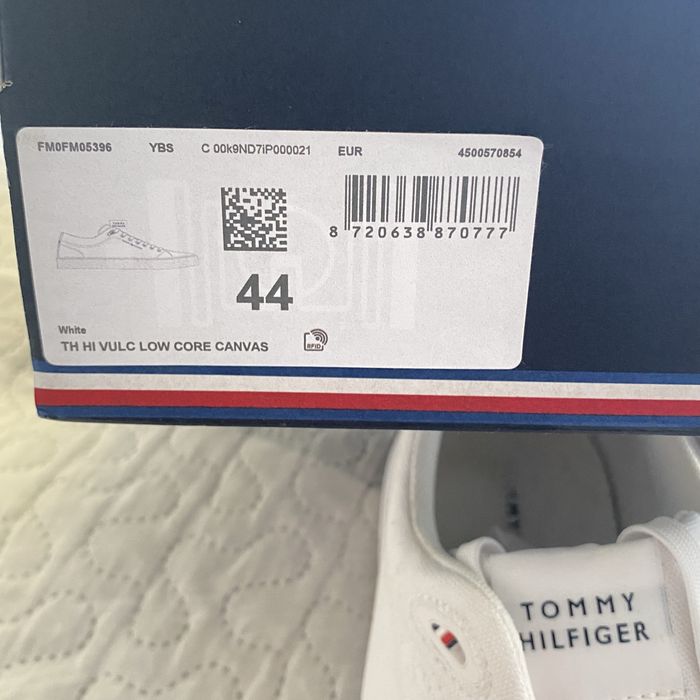 FM0FM05396 YBS C 00k9ND7iP000021 EUR 4500570854
8 720638 870777
44
White
TH HI VULC LOW CORE CANVAS
RFID
TOMMY
HILFIGER